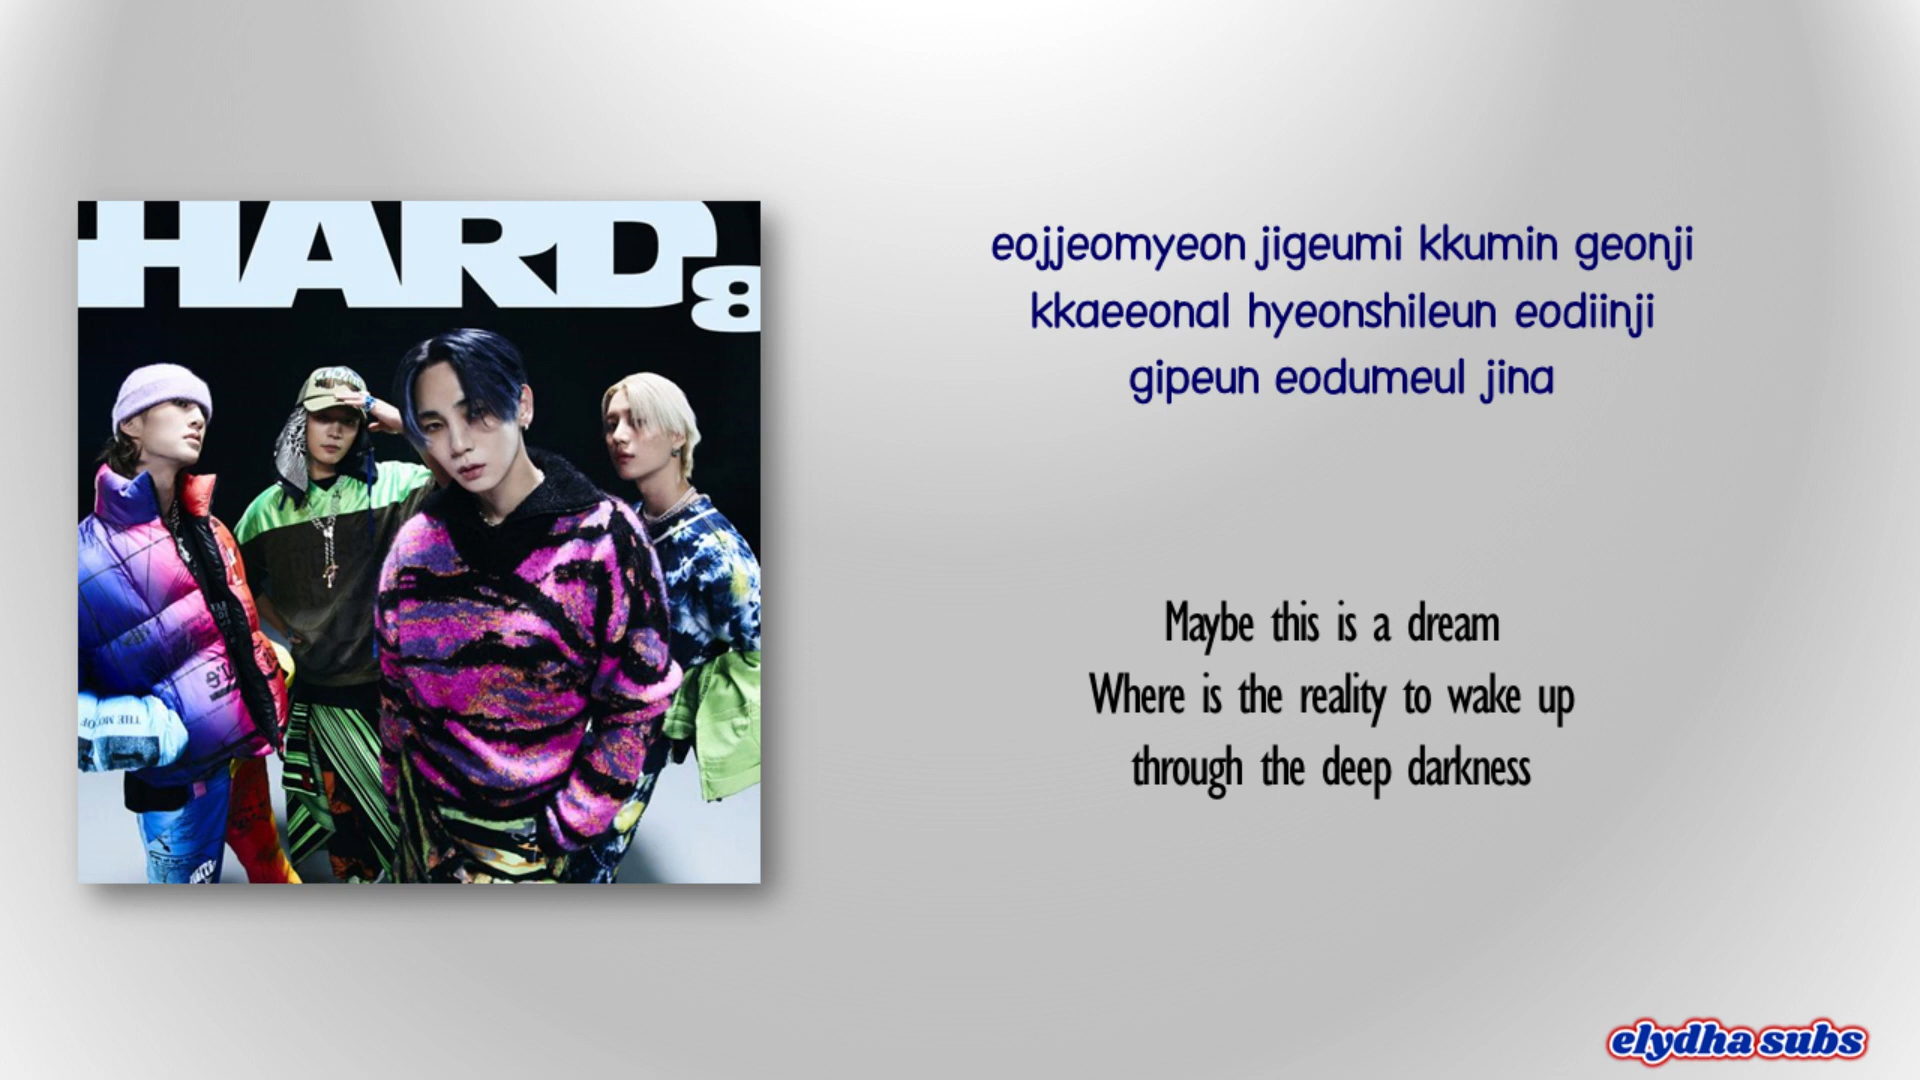 HARD
8
eojjeomyeon jigeumi kkumin geonji
kkaeeonal hyeonshileun eodiinji
gipeun eodumeul jina
Maybe this is a dream
Where is the reality to wake up
through the deep darkness
elydha subs